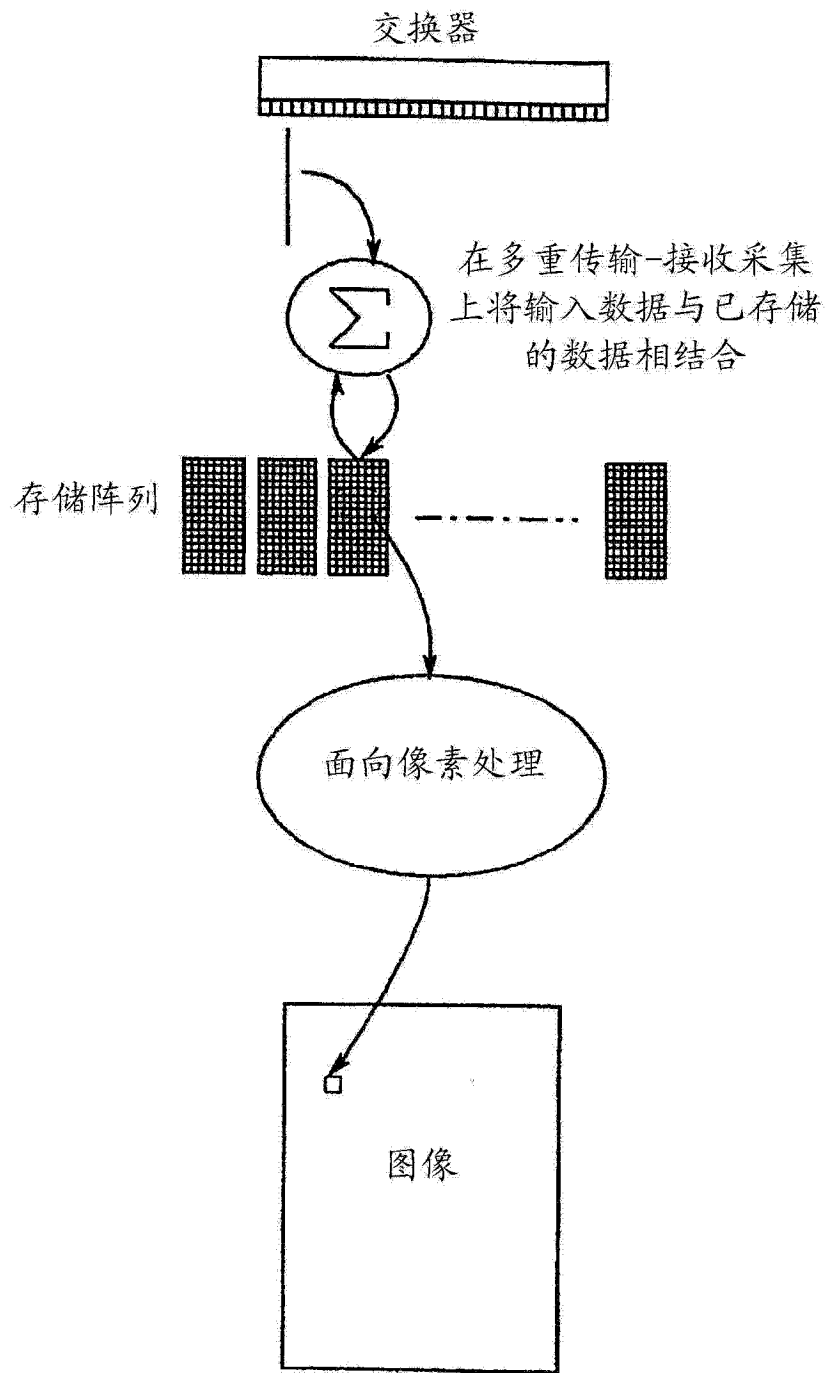 交换器
Σ
在多重传输-接收采集
上将输入数据与已存储
的数据相结合
存储阵列
面向像素处理
图像